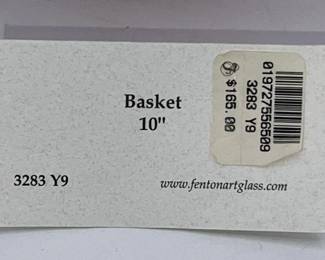 Basket
10"
3283 Y9
www.fentonartglass.com
$165.00
3283 Y9
019727556509